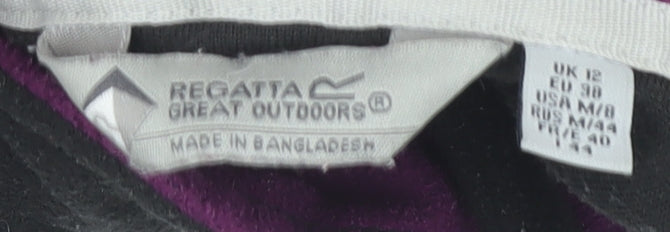 REGATTA
GREAT OUTDOORS®
MADE IN BANGLADESH
UK 12
EU 38
USA M/8
RUS M/44
FR/E 40
I 44